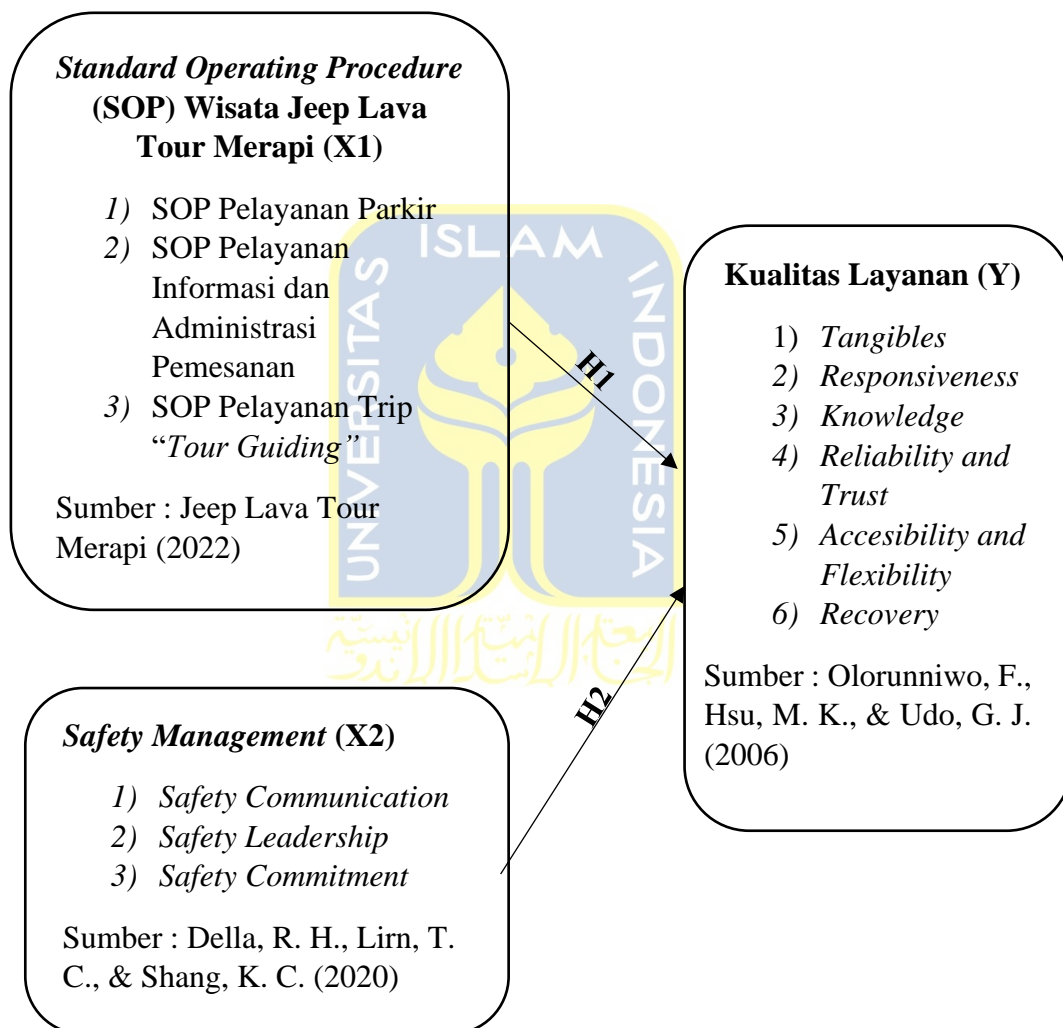 Standard Operating Procedure
(SOP) Wisata Jeep Lava
Tour Merapi (X1)
1) SOP Pelayanan Parkir
2) SOP Pelayanan
Informasi dan
Administrasi
Pemesanan
3) SOP Pelayanan Trip
“Tour Guiding”
Sumber : Jeep Lava Tour
Merapi (2022)
Safety Management (X2)
1) Safety Communication
2) Safety Leadership
3) Safety Commitment
Sumber : Della, R. H., Lirn, T.
C., & Shang, K. C. (2020)
H1
H2
Kualitas Layanan (Y)
1) Tangibles
2) Responsiveness
3) Knowledge
4) Reliability and
Trust
5) Accesibility and
Flexibility
6) Recovery
Sumber : Olorunniwo, F.,
Hsu, M. K., & Udo, G. J.
(2006)
UNIVERSITAS
ISLAM
INDONESIA